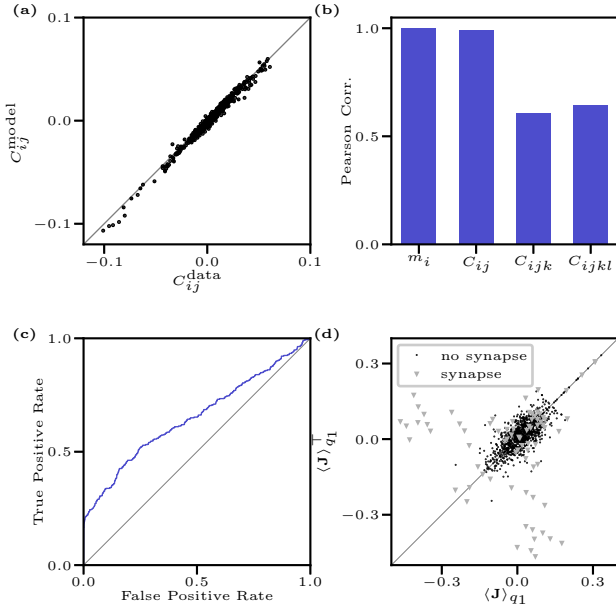 (a)
0.1
0.0
−0.1
C_{ij}^{model}
−0.1
0.0
0.1
C_{ij}^{data}
(b)
1.0
0.5
0.0
Pearson Corr.
m_i
C_{ij}
C_{ijk}
C_{ijkl}
(c)
1.0
0.5
0.0
True Positive Rate
0.0
0.5
1.0
False Positive Rate
(d)
no synapse
synapse
0.3
0.0
−0.3
⟨J⟩_{q_1}^⊤
−0.3
0.0
0.3
⟨J⟩_{q_1}